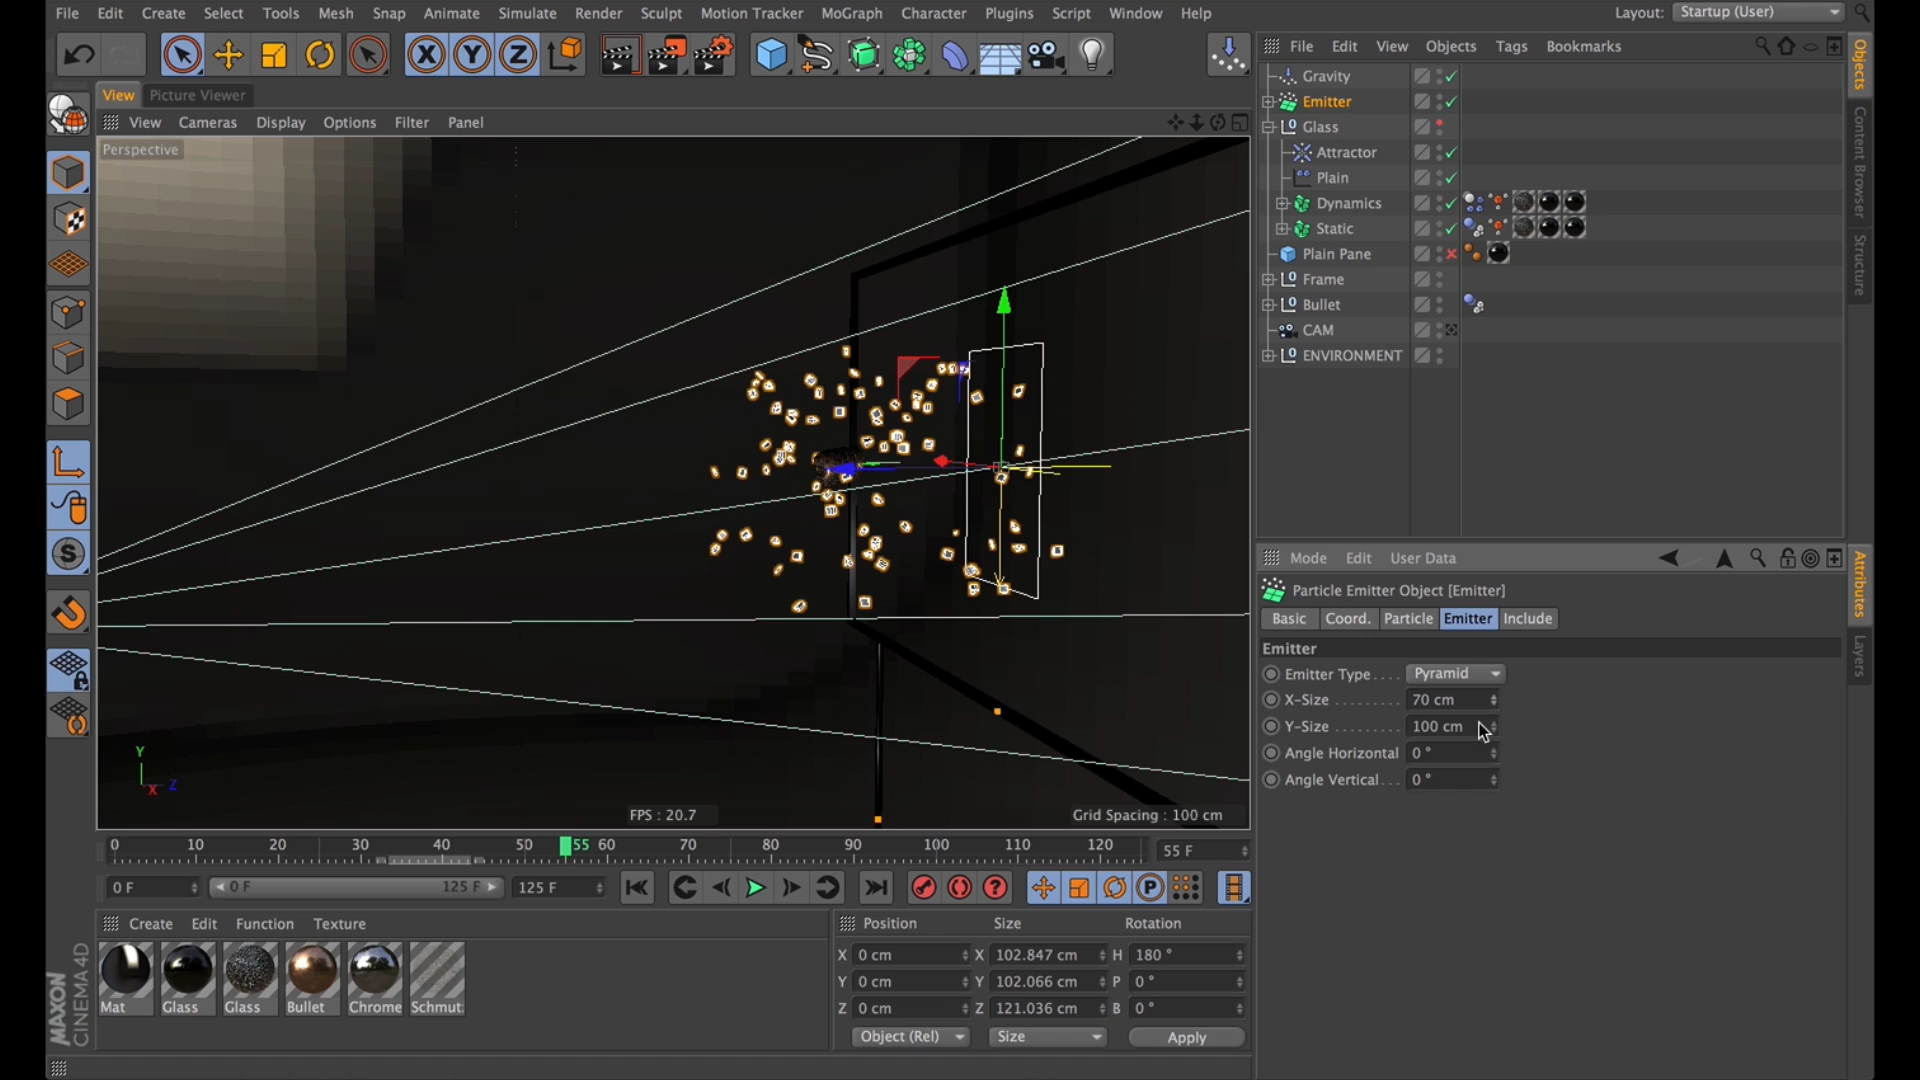 File Edit Create Select Tools Mesh Snap Animate Simulate Render Sculpt Motion Tracker MoGraph Character Plugins Script Window Help
Layout: Startup (User)
X Y Z
File Edit View Objects Tags Bookmarks
View Picture Viewer
View Cameras Display Options Filter Panel
Perspective
Gravity
Emitter
Glass
Attractor
Plain
Dynamics
Static
Plain Pane
Frame
Bullet
CAM
ENVIRONMENT
Objects
Content Browser
Structure
Mode Edit User Data
Particle Emitter Object [Emitter]
Basic Coord. Particle Emitter Include
Emitter
Emitter Type.... Pyramid
X-Size ........ 70 cm
Y-Size ........ 100 cm
Angle Horizontal 0 °
Angle Vertical... 0 °
Attributes
Layers
S
Y
X Z
FPS : 20.7
Grid Spacing : 100 cm
0 10 20 30 40 50 55 60 70 80 90 100 110 120
55 F
0 F 0 F 125 F 125 F
P
Create Edit Function Texture
Mat Glass Glass Bullet Chrome Schmut:
Position Size Rotation
X 0 cm X 102.847 cm H 180 °
Y 0 cm Y 102.066 cm P 0 °
Z 0 cm Z 121.036 cm B 0 °
Object (Rel) Size Apply
MAXON
CINEMA 4D